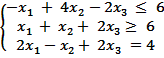 −x₁ + 4x₂ − 2x₃ ≤ 6
x₁ + x₂ + 2x₃ ≥ 6
2x₁ − x₂ + 2x₃ = 4